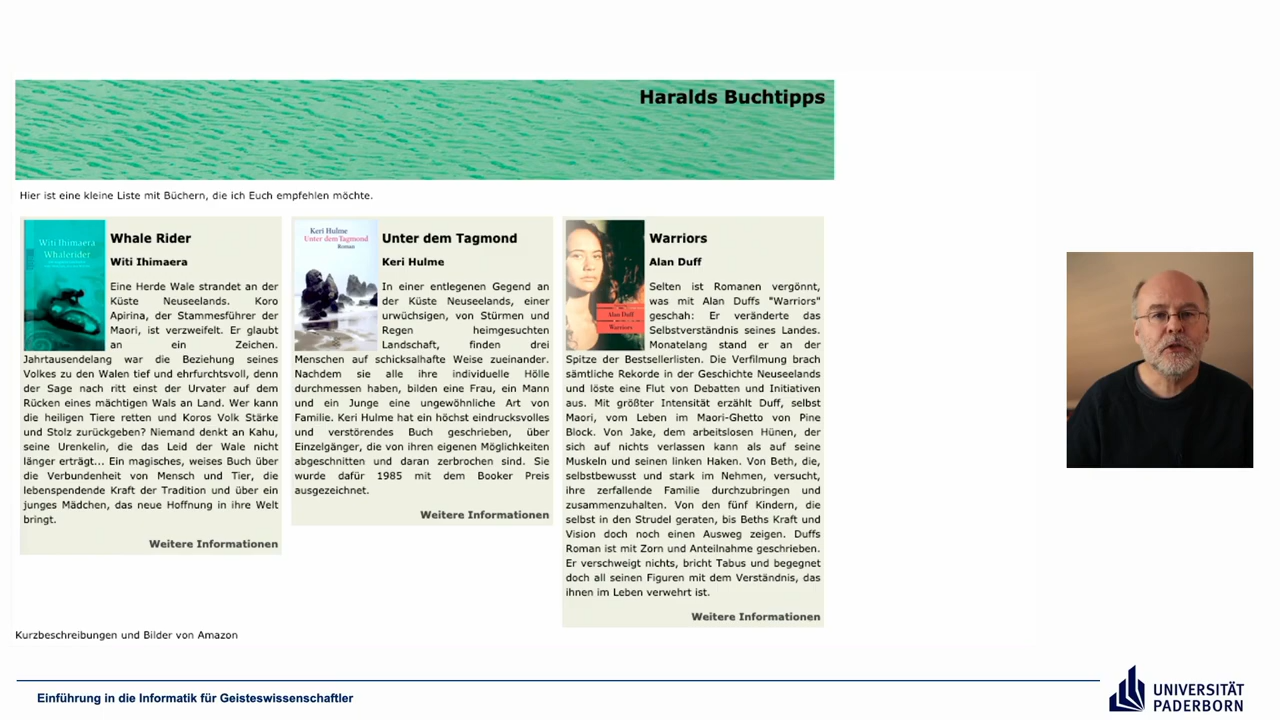 Haralds Buchtipps
Hier ist eine kleine Liste mit Büchern, die ich Euch empfehlen möchte.
Witi Ihimaera
Whalerider
Whale Rider
Witi Ihimaera
Eine Herde Wale strandet an der
Küste Neuseelands. Koro
Apirina, der Stammesführer der
Maori, ist verzweifelt. Er glaubt
an ein Zeichen.
Jahrtausendelang war die Beziehung seines
Volkes zu den Walen tief und ehrfurchtsvoll, denn
der Sage nach ritt einst der Urvater auf dem
Rücken eines mächtigen Wals an Land. Wer kann
die heiligen Tiere retten und Koros Volk Stärke
und Stolz zurückgeben? Niemand denkt an Kahu,
seine Urenkelin, die das Leid der Wale nicht
länger erträgt... Ein magisches, weises Buch über
die Verbundenheit von Mensch und Tier, die
lebenspendende Kraft der Tradition und über ein
junges Mädchen, das neue Hoffnung in ihre Welt
bringt.
Weitere Informationen
Keri Hulme
Unter dem Tagmond
Roman
Unter dem Tagmond
Keri Hulme
In einer entlegenen Gegend an
der Küste Neuseelands, einer
urwüchsigen, von Stürmen und
Regen heimgesuchten
Landschaft, finden drei
Menschen auf schicksalhafte Weise zueinander.
Nachdem sie alle ihre individuelle Hölle
durchmessen haben, bilden eine Frau, ein Mann
und ein Junge eine ungewöhnliche Art von
Familie. Keri Hulme hat ein höchst eindrucksvolles
und verstörendes Buch geschrieben, über
Einzelgänger, die von ihren eigenen Möglichkeiten
abgeschnitten und daran zerbrochen sind. Sie
wurde dafür 1985 mit dem Booker Preis
ausgezeichnet.
Weitere Informationen
Alan Duff
Warriors
Warriors
Alan Duff
Selten ist Romanen vergönnt,
was mit Alan Duffs "Warriors"
geschah: Er veränderte das
Selbstverständnis seines Landes.
Monatelang stand er an der
Spitze der Bestsellerlisten. Die Verfilmung brach
sämtliche Rekorde in der Geschichte Neuseelands
und löste eine Flut von Debatten und Initiativen
aus. Mit größter Intensität erzählt Duff, selbst
Maori, vom Leben im Maori-Ghetto von Pine
Block. Von Jake, dem arbeitslosen Hünen, der
sich auf nichts verlassen kann als auf seine
Muskeln und seinen linken Haken. Von Beth, die,
selbstbewusst und stark im Nehmen, versucht,
ihre zerfallende Familie durchzubringen und
zusammenzuhalten. Von den fünf Kindern, die
selbst in den Strudel geraten, bis Beths Kraft und
Vision doch noch einen Ausweg zeigen. Duffs
Roman ist mit Zorn und Anteilnahme geschrieben.
Er verschweigt nichts, bricht Tabus und begegnet
doch all seinen Figuren mit dem Verständnis, das
ihnen im Leben verwehrt ist.
Weitere Informationen
Kurzbeschreibungen und Bilder von Amazon
Einführung in die Informatik für Geisteswissenschaftler
UNIVERSITÄT
PADERBORN